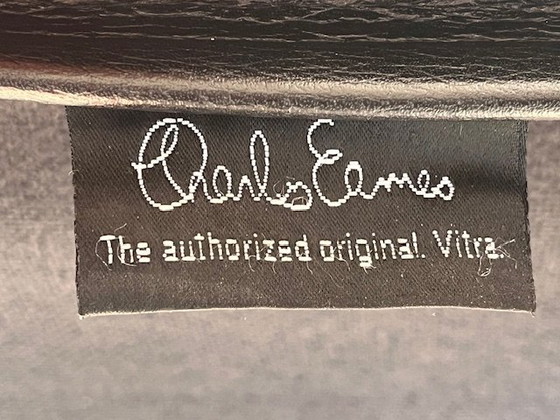 Charles Eames
The authorized original. Vitra.